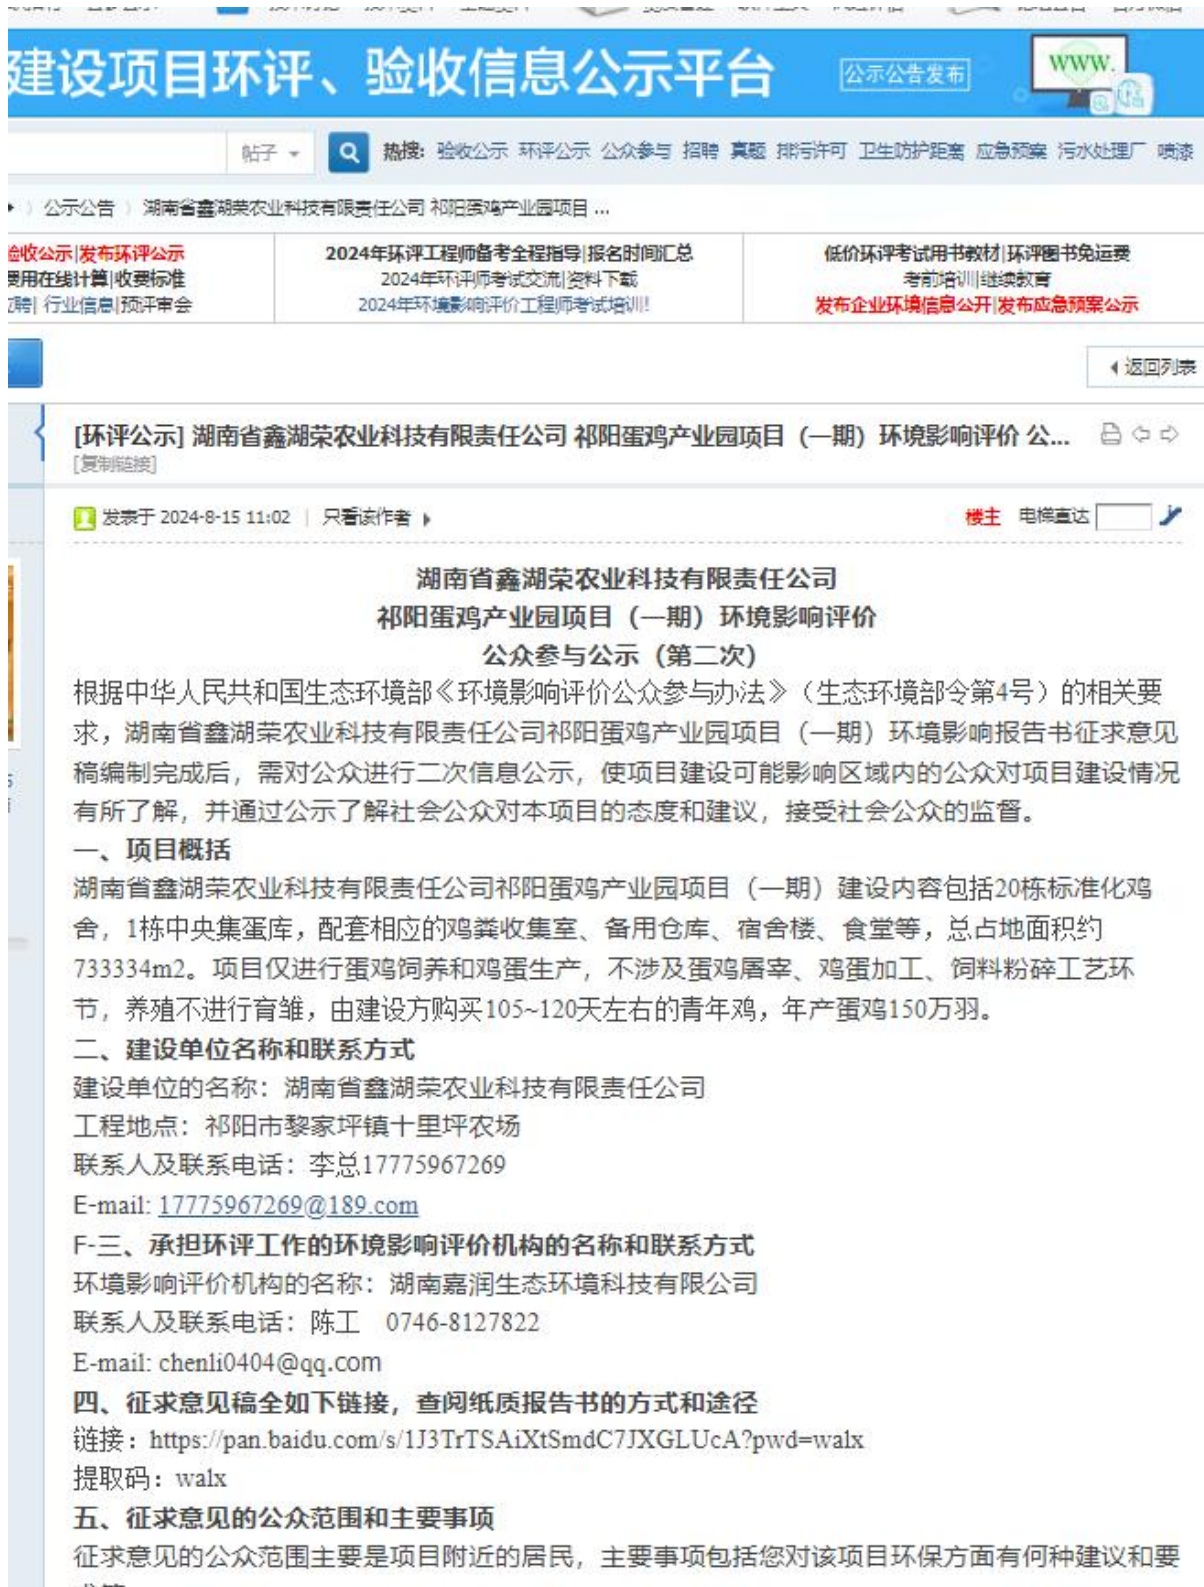 建设项目环评、验收信息公示平台 公示公告发布 WWW.
帖子 热搜: 验收公示 环评公示 公众参与 招聘 真题 排污许可 卫生防护距离 应急预案 污水处理厂 喷漆
公示公告 〉 湖南省鑫湖荣农业科技有限责任公司 祁阳蛋鸡产业园项目 ...
验收公示|发布环评公示 2024年环评工程师备考全程指导|报名时间汇总 低价环评考试用书教材|环评图书免运费
费用在线计算|收费标准 2024年环评师考试交流|资料下载 考前培训|继续教育
聘| 行业信息|预评审会 2024年环境影响评价工程师考试培训! 发布企业环境信息公开|发布应急预案公示
返回列表
[环评公示] 湖南省鑫湖荣农业科技有限责任公司 祁阳蛋鸡产业园项目（一期）环境影响评价 公...
[复制链接]
发表于 2024-8-15 11:02 | 只看该作者 楼主 电梯直达
湖南省鑫湖荣农业科技有限责任公司
祁阳蛋鸡产业园项目（一期）环境影响评价
公众参与公示（第二次）
根据中华人民共和国生态环境部《环境影响评价公众参与办法》（生态环境部令第4号）的相关要
求，湖南省鑫湖荣农业科技有限责任公司祁阳蛋鸡产业园项目（一期）环境影响报告书征求意见
稿编制完成后，需对公众进行二次信息公示，使项目建设可能影响区域内的公众对项目建设情况
有所了解，并通过公示了解社会公众对本项目的态度和建议，接受社会公众的监督。
一、项目概括
湖南省鑫湖荣农业科技有限责任公司祁阳蛋鸡产业园项目（一期）建设内容包括20栋标准化鸡
舍，1栋中央集蛋库，配套相应的鸡粪收集室、备用仓库、宿舍楼、食堂等，总占地面积约
733334m2。项目仅进行蛋鸡饲养和鸡蛋生产，不涉及蛋鸡屠宰、鸡蛋加工、饲料粉碎工艺环
节，养殖不进行育雏，由建设方购买105~120天左右的青年鸡，年产蛋鸡150万羽。
二、建设单位名称和联系方式
建设单位的名称：湖南省鑫湖荣农业科技有限责任公司
工程地点：祁阳市黎家坪镇十里坪农场
联系人及联系电话：李总17775967269
E-mail: 17775967269@189.com
F-三、承担环评工作的环境影响评价机构的名称和联系方式
环境影响评价机构的名称：湖南嘉润生态环境科技有限公司
联系人及联系电话：陈工 0746-8127822
E-mail: chenli0404@qq.com
四、征求意见稿全如下链接，查阅纸质报告书的方式和途径
链接：https://pan.baidu.com/s/1J3TrTSAiXtSmdC7JXGLUcA?pwd=walx
提取码：walx
五、征求意见的公众范围和主要事项
征求意见的公众范围主要是项目附近的居民，主要事项包括您对该项目环保方面有何种建议和要